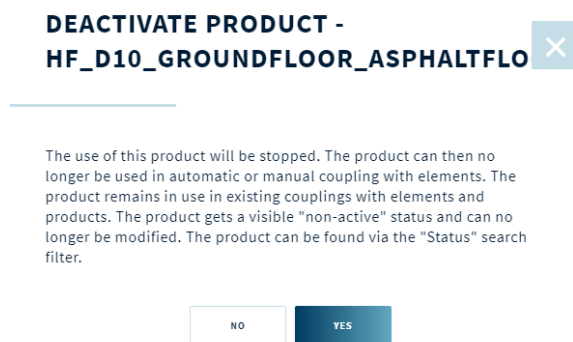 DEACTIVATE PRODUCT -
HF_D10_GROUNDFLOOR_ASPHALTFLO
The use of this product will be stopped. The product can then no
longer be used in automatic or manual coupling with elements. The
product remains in use in existing couplings with elements and
products. The product gets a visible "non-active" status and can no
longer be modified. The product can be found via the "Status" search
filter.
NO
YES